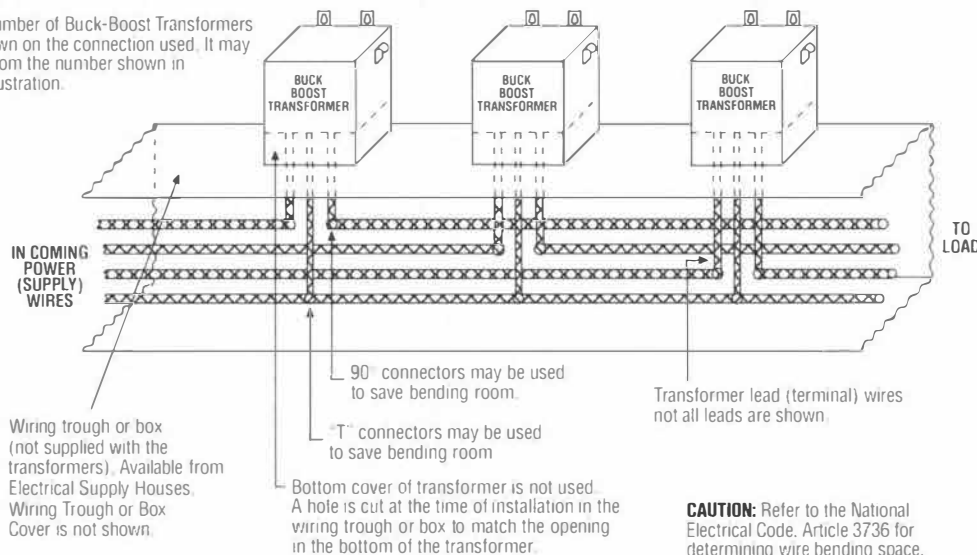 umber of Buck-Boost Transformers
wn on the connection used. It may
om the number shown in
ustration.
BUCK
BOOST
TRANSFORMER
BUCK
BOOST
TRANSFORMER
BUCK
BOOST
TRANSFORMER
IN COMING
POWER
(SUPPLY)
WIRES
TO
LOAD
90° connectors may be used
to save bending room.
"T" connectors may be used
to save bending room
Transformer lead (terminal) wires
not all leads are shown.
Wiring trough or box
(not supplied with the
transformers). Available from
Electrical Supply Houses.
Wiring Trough or Box
Cover is not shown.
Bottom cover of transformer is not used.
A hole is cut at the time of installation in the
wiring trough or box to match the opening
in the bottom of the transformer.
CAUTION: Refer to the National
Electrical Code. Article 3736 for
determining wire bending space.